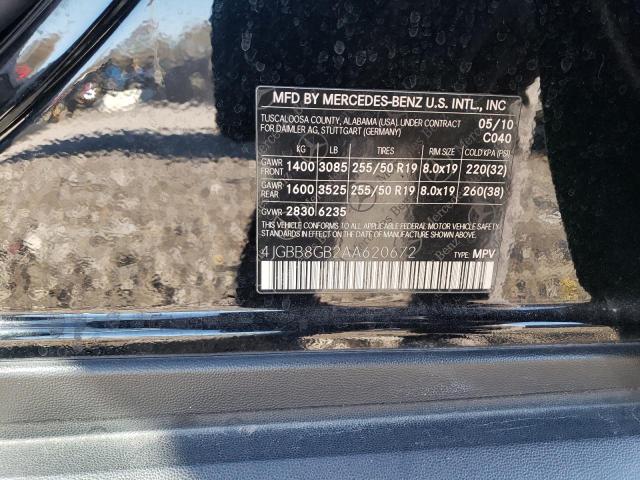 MFD BY MERCEDES-BENZ U.S. INTL., INC
TUSCALOOSA COUNTY, ALABAMA (USA), UNDER CONTRACT 05/10
FOR DAIMLER AG, STUTTGART (GERMANY) C040
KG LB TIRES RIM SIZE COLD KPA (PSI)
GAWR FRONT 1400 3085 255/50 R19 8.0x19 220(32)
GAWR REAR 1600 3525 255/50 R19 8.0x19 260(38)
GVWR 2830 6235
THIS VEHICLE CONFORMS TO ALL APPLICABLE FEDERAL MOTOR VEHICLE
SAFETY STANDARDS IN EFFECT ON THE DATE OF MANUFACTURE SHOWN ABOVE.
4JGBB8GB2AA620672 TYPE: MPV